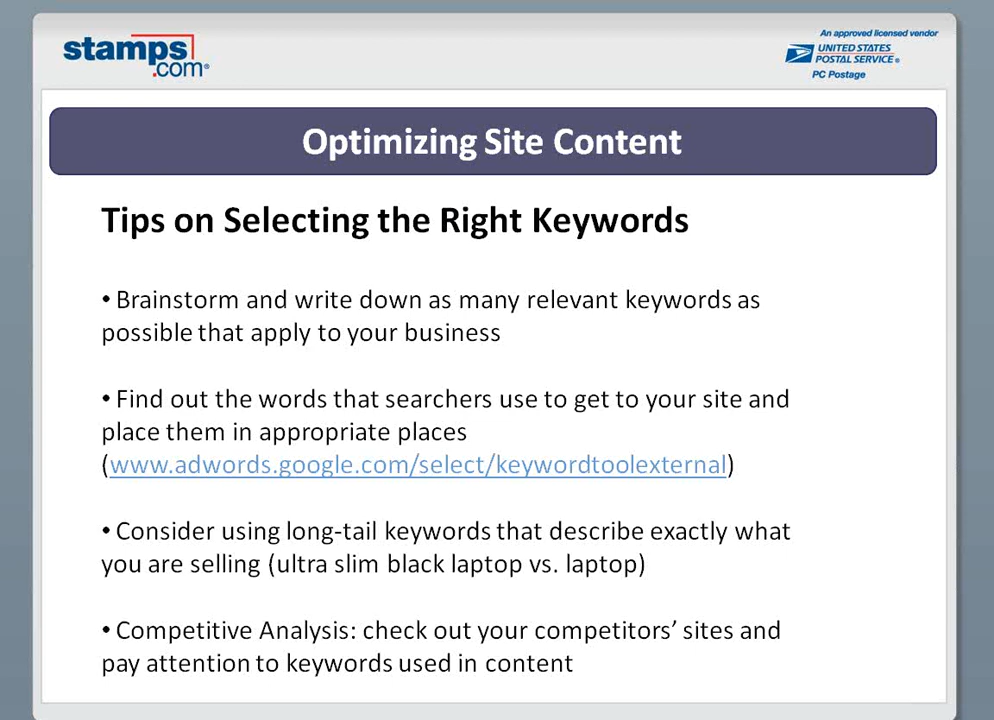 stamps
.com®
An approved licensed vendor
UNITED STATES
POSTAL SERVICE®
PC Postage
Optimizing Site Content
Tips on Selecting the Right Keywords
• Brainstorm and write down as many relevant keywords as
possible that apply to your business
• Find out the words that searchers use to get to your site and
place them in appropriate places
(www.adwords.google.com/select/keywordtoolexternal)
• Consider using long-tail keywords that describe exactly what
you are selling (ultra slim black laptop vs. laptop)
• Competitive Analysis: check out your competitors’ sites and
pay attention to keywords used in content